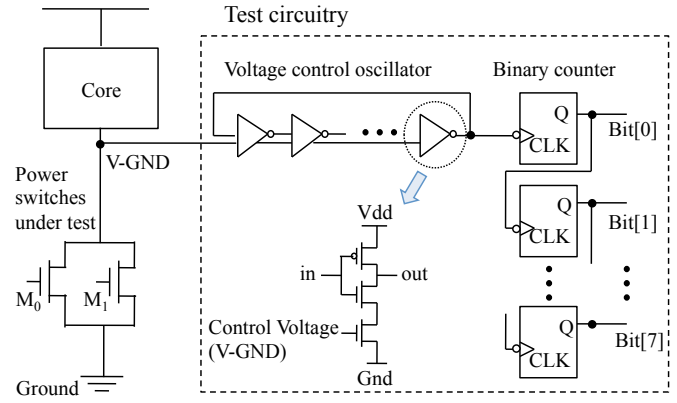 Test circuitry
Core
Voltage control oscillator
Binary counter
Q
CLK
Bit[0]
V-GND
Power
switches
under test
Vdd
Q
CLK
Bit[1]
in
out
M0
M1
Control Voltage
(V-GND)
Q
CLK
Bit[7]
Ground
Gnd